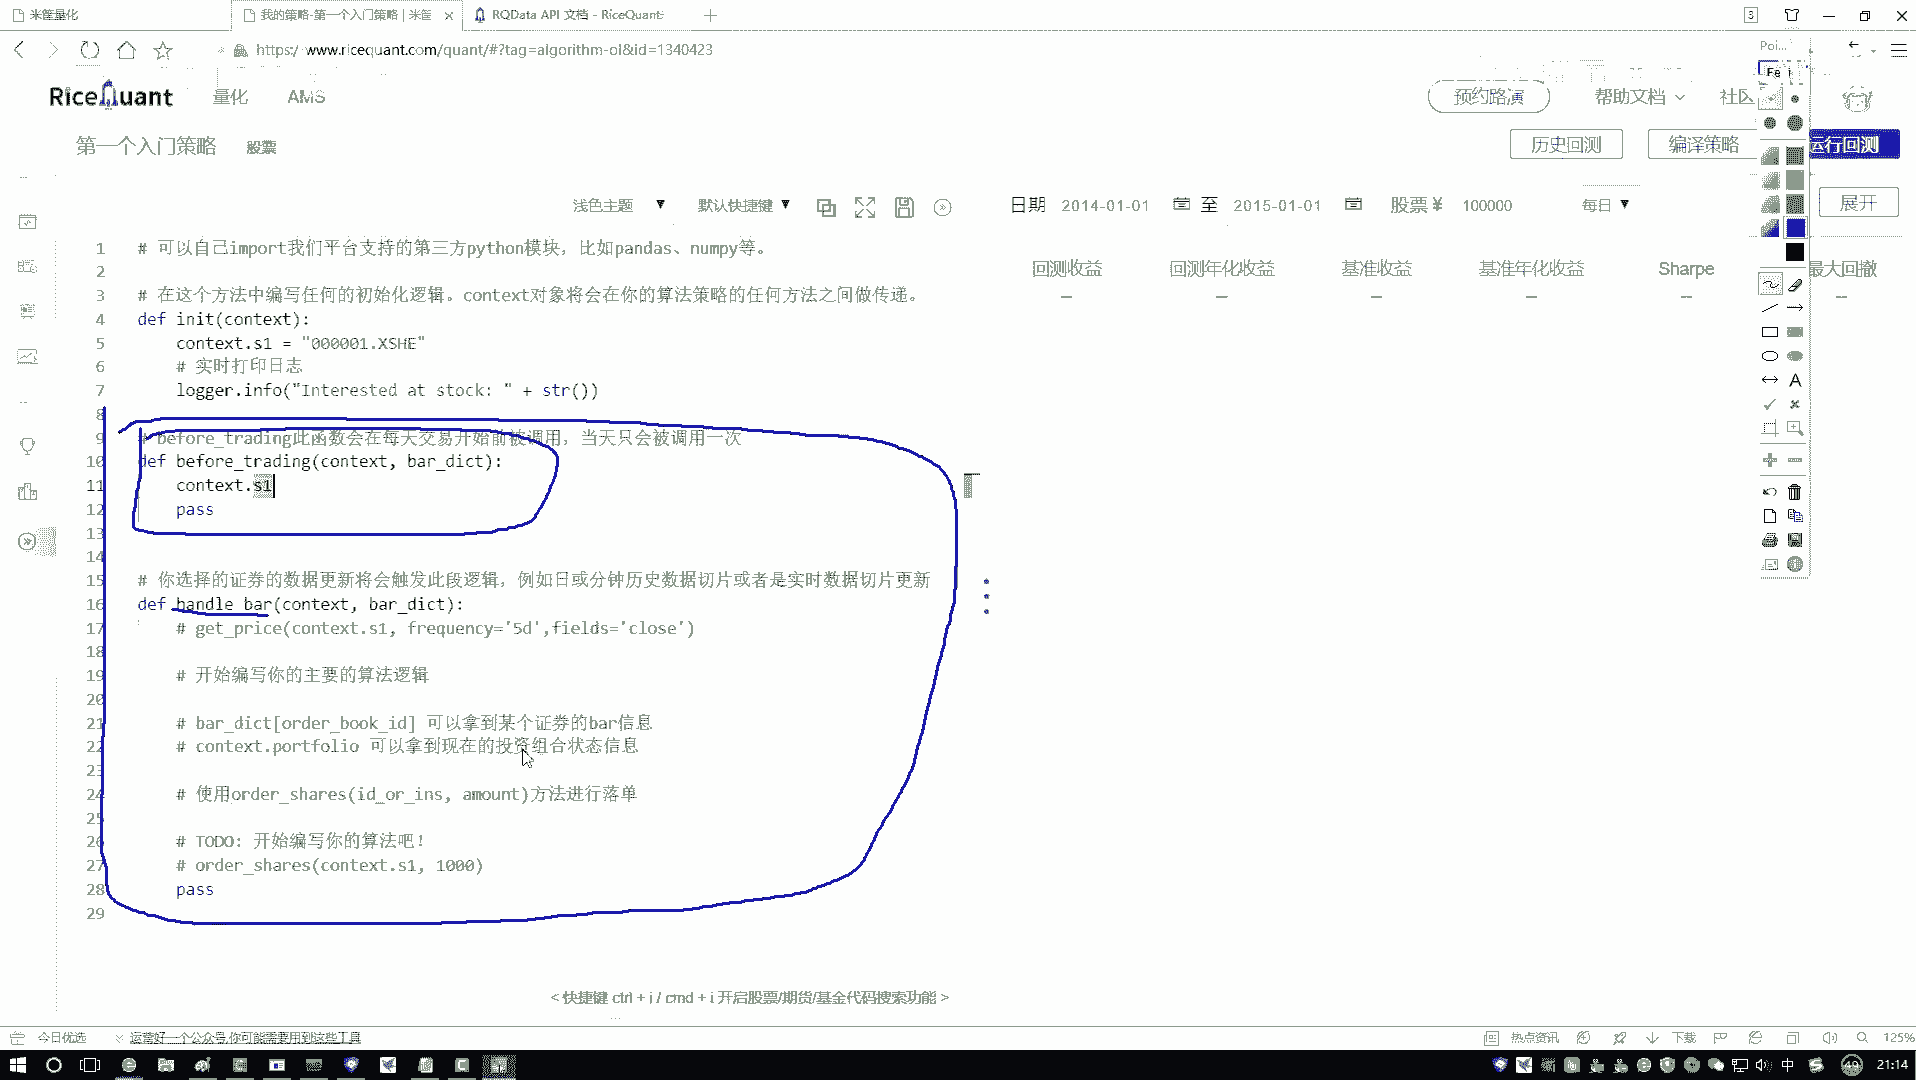 米筐量化
我的策略-第一个入门策略 | 米筐
RQData API 文档 - RiceQuant
https://www.ricequant.com/quant/#?tag=algorithm-ol&id=1340423
RiceQuant 量化 AMS 预约路演 帮助文档 社区
第一个入门策略 股票 历史回测 编译策略 运行回测
浅色主题 默认快捷键 日期 2014-01-01 至 2015-01-01 股票 ¥ 100000 每日 展开
回测收益 回测年化收益 基准收益 基准年化收益 Sharpe 最大回撤
-- -- -- -- -- --
1 # 可以自己import我们平台支持的第三方python模块，比如pandas、numpy等。
2
3 # 在这个方法中编写任何的初始化逻辑。context对象将会在你的算法策略的任何方法之间做传递。
4 def init(context):
5 context.s1 = "000001.XSHE"
6 # 实时打印日志
7 logger.info("Interested at stock: " + str())
8
9 # before_trading此函数会在每天交易开始前被调用，当天只会被调用一次
10 def before_trading(context, bar_dict):
11 context.s1
12 pass
13
14
15 # 你选择的证券的数据更新将会触发此段逻辑，例如日或分钟历史数据切片或者是实时数据切片更新
16 def handle_bar(context, bar_dict):
17 # get_price(context.s1, frequency='5d',fields='close')
18
19 # 开始编写你的主要的算法逻辑
20
21 # bar_dict[order_book_id] 可以拿到某个证券的bar信息
22 # context.portfolio 可以拿到现在的投资组合状态信息
23
24 # 使用order_shares(id_or_ins, amount)方法进行落单
25
26 # TODO: 开始编写你的算法吧！
27 # order_shares(context.s1, 1000)
28 pass
29
< 快捷键 ctrl + i / cmd + i 开启股票/期货/基金代码搜索功能 >
今日优选 运营好一个公众号,你可能需要用到这些工具 热点资讯 下载 125%
中 49 21:14